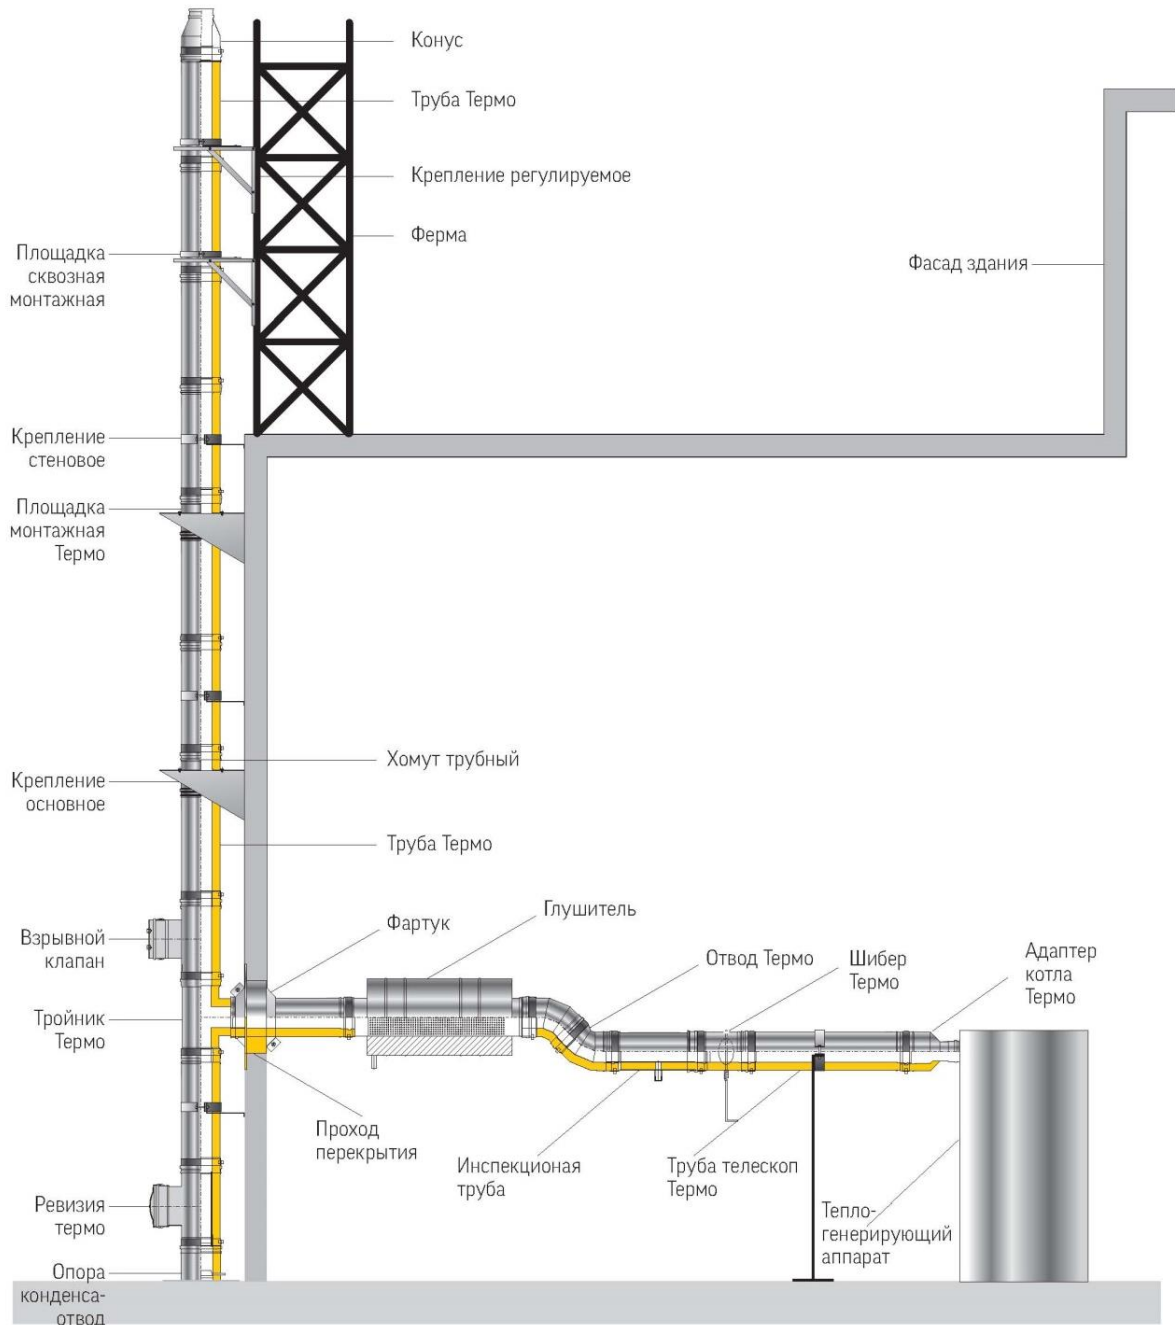 Конус
Труба Термо
Крепление регулируемое
Ферма
Площадка
сквозная
монтажная
Фасад здания
Крепление
стеновое
Площадка
монтажная
Термо
Хомут трубный
Крепление
основное
Труба Термо
Взрывной
клапан
Фартук
Глушитель
Отвод Термо
Шибер
Термо
Адаптер
котла
Термо
Тройник
Термо
Проход
перекрытия
Инспекционая
труба
Труба телескоп
Термо
Тепло-
генерирующий
аппарат
Ревизия
термо
Опора
конденса-
отвод